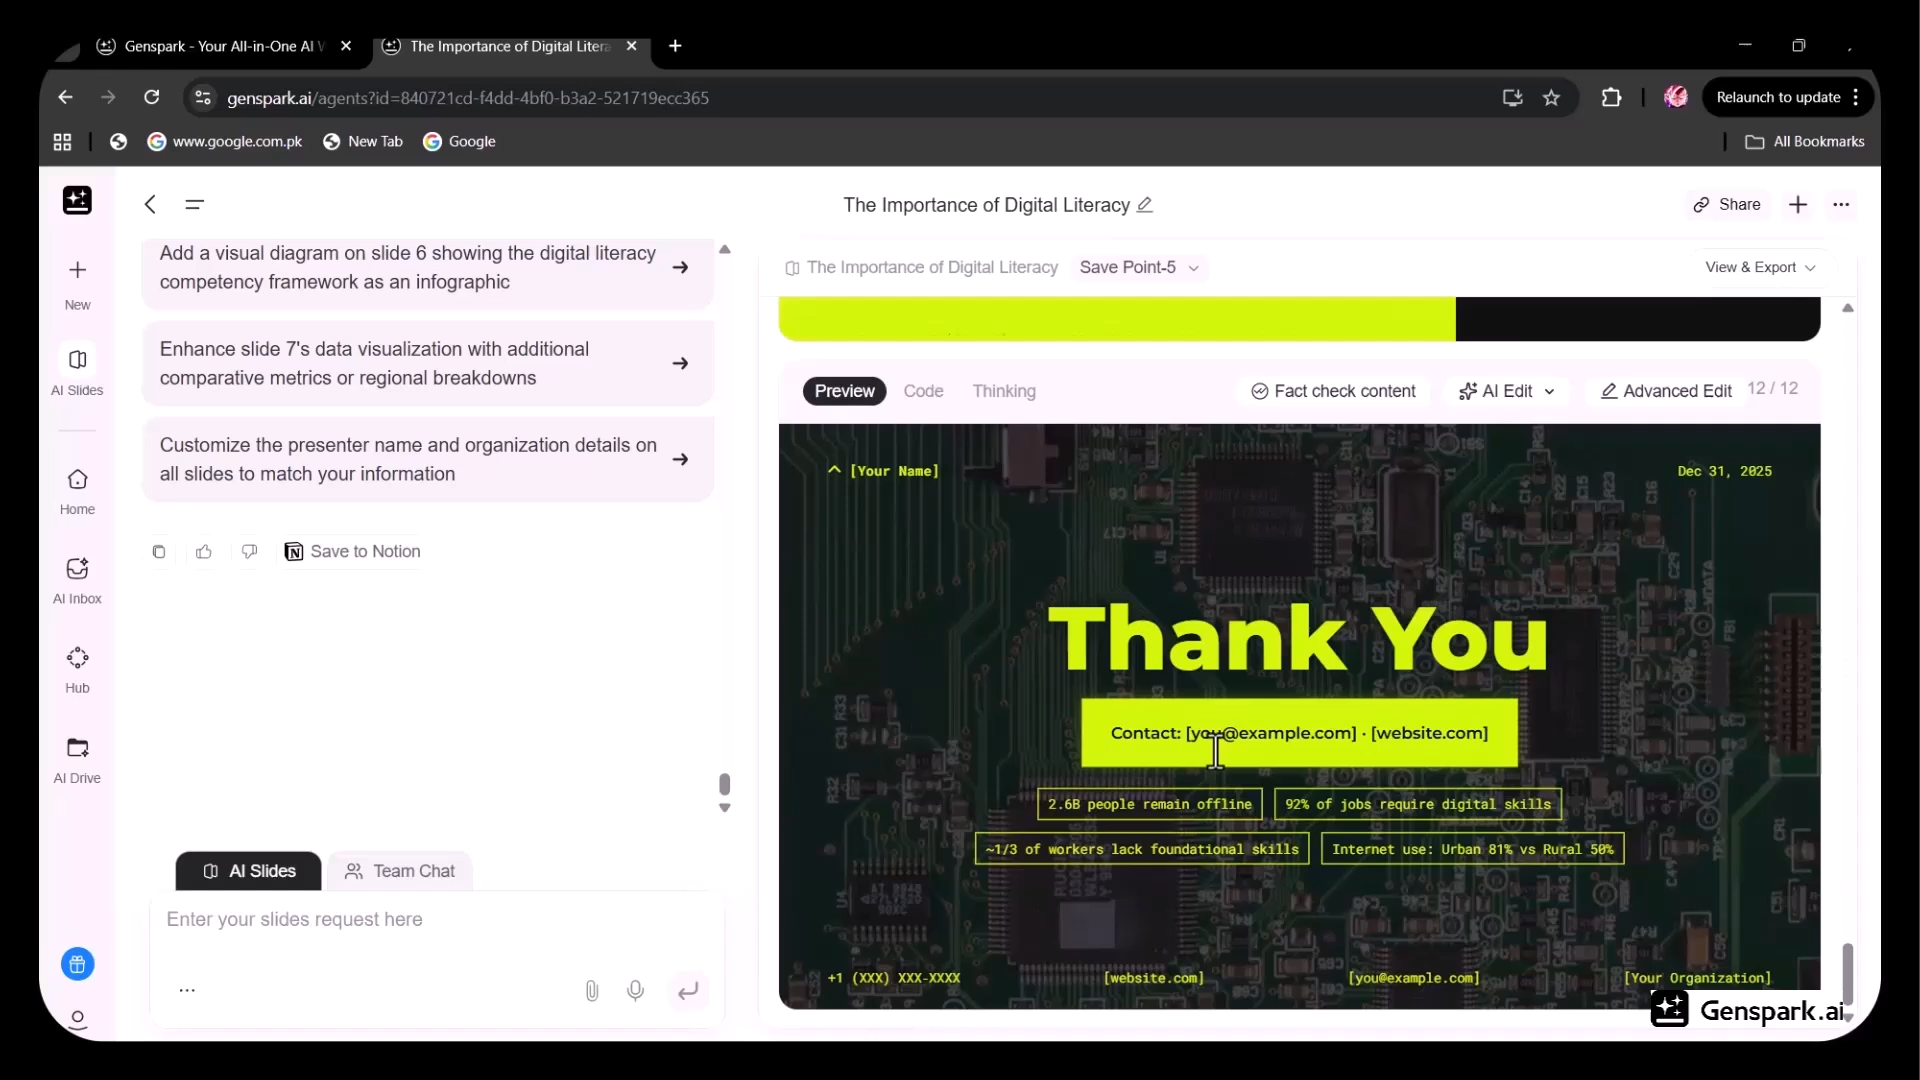 Genspark - Your All-in-One AI W
The Importance of Digital Litera
genspark.ai/agents?id=840721cd-f4dd-4bf0-b3a2-521719ecc365
Relaunch to update
www.google.com.pk
New Tab
Google
All Bookmarks
The Importance of Digital Literacy
Share
New
AI Slides
Home
AI Inbox
Hub
AI Drive
Add a visual diagram on slide 6 showing the digital literacy
competency framework as an infographic
Enhance slide 7's data visualization with additional
comparative metrics or regional breakdowns
Customize the presenter name and organization details on
all slides to match your information
Save to Notion
AI Slides
Team Chat
Enter your slides request here
The Importance of Digital Literacy
Save Point-5
View & Export
Preview
Code
Thinking
Fact check content
AI Edit
Advanced Edit
12 / 12
[Your Name]
Dec 31, 2025
Thank You
Contact: [you@example.com] · [website.com]
2.6B people remain offline
92% of jobs require digital skills
~1/3 of workers lack foundational skills
Internet use: Urban 81% vs Rural 50%
+1 (XXX) XXX-XXXX
[website.com]
[you@example.com]
[Your Organization]
Genspark.ai